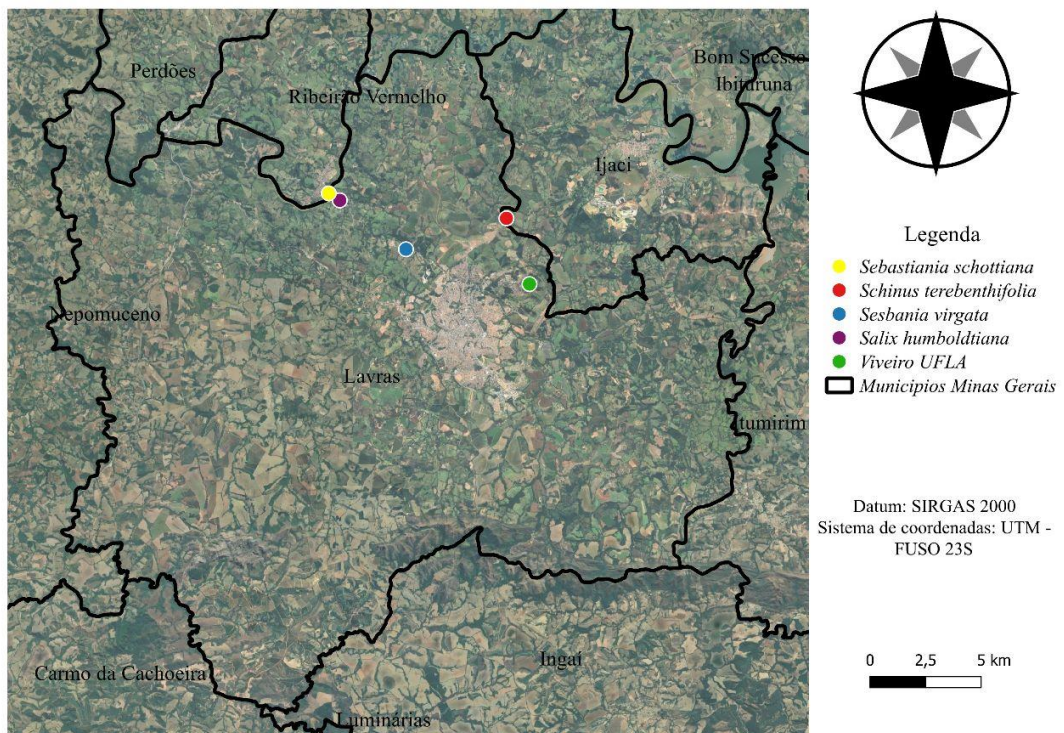 Perdões
Ribeirão Vermelho
Bom Sucesso
Ibituruna
Ijaci
Nepomuceno
Lavras
Itumirim
Carmo da Cachoeira
Ingaí
Luminárias
Legenda
Sebastiania schottiana
Schinus terebenthifolia
Sesbania virgata
Salix humboldtiana
Viveiro UFLA
Municipios Minas Gerais
Datum: SIRGAS 2000
Sistema de coordenadas: UTM -
FUSO 23S
0 2,5 5 km